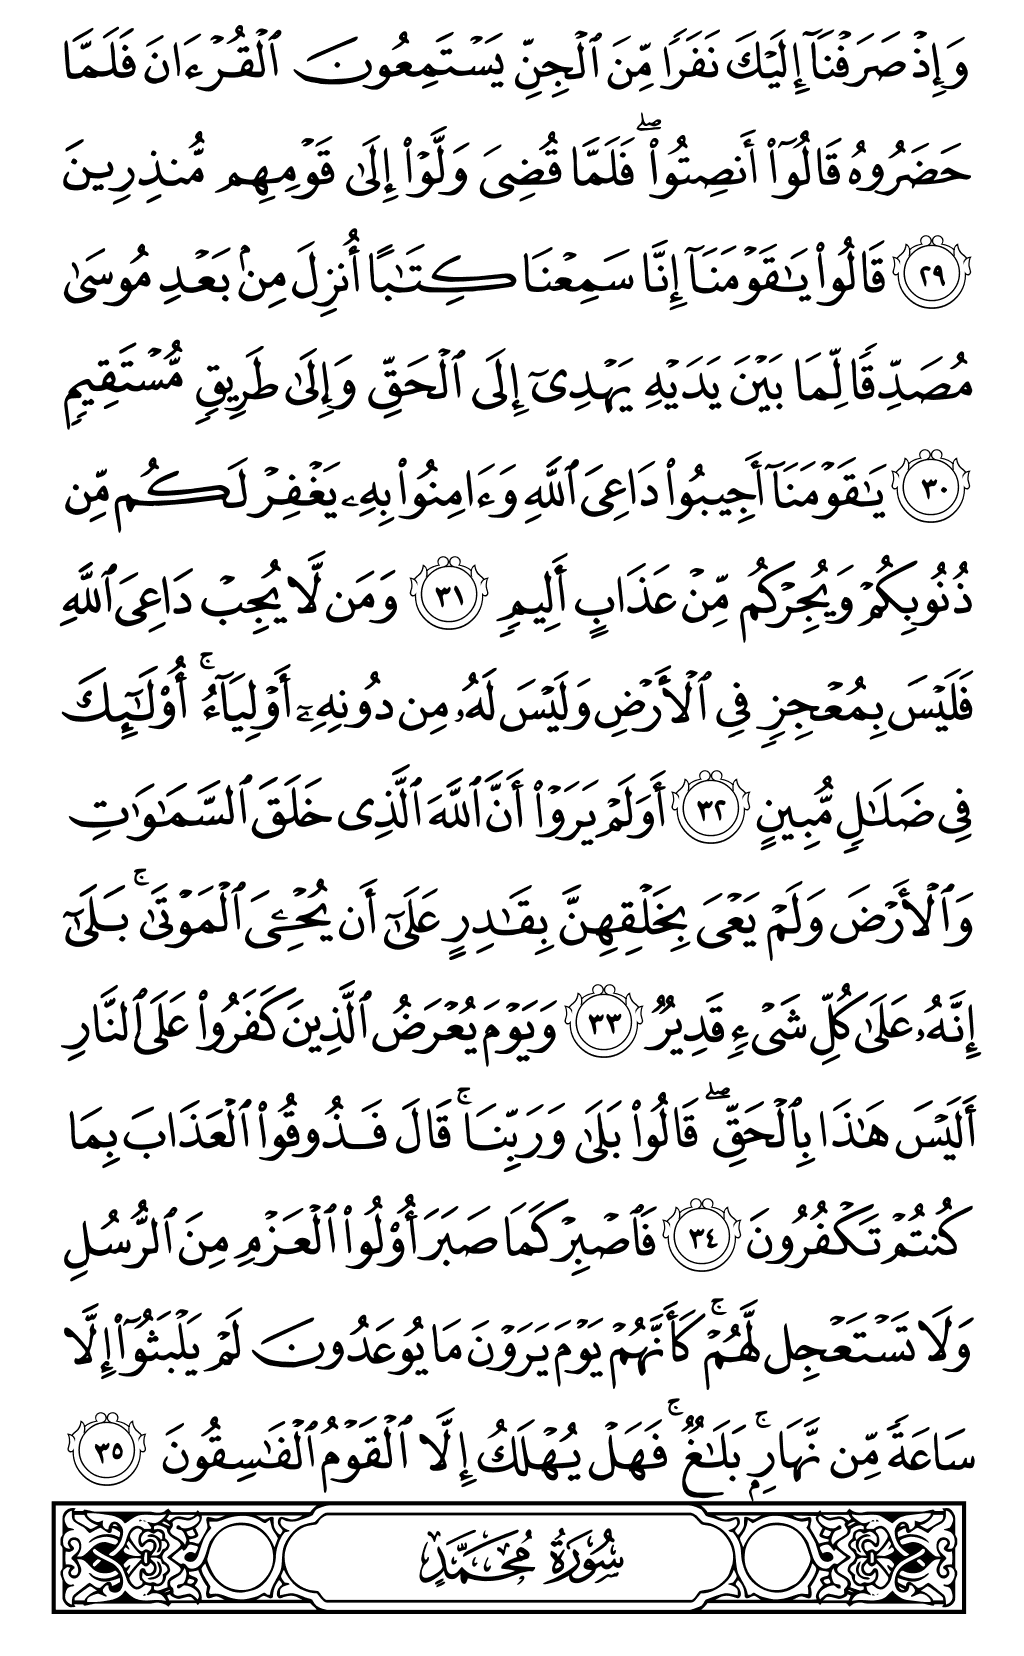 وَإِذْ صَرَفْنَآ إِلَيْكَ نَفَرًا مِّنَ ٱلْجِنِّ يَسْتَمِعُونَ ٱلْقُرْءَانَ فَلَمَّا
حَضَرُوهُ قَالُوٓا۟ أَنصِتُوا۟ ۖ فَلَمَّا قُضِىَ وَلَّوْا۟ إِلَىٰ قَوْمِهِم مُّنذِرِينَ
٢٩ قَالُوا۟ يَـٰقَوْمَنَآ إِنَّا سَمِعْنَا كِتَـٰبًا أُنزِلَ مِنۢ بَعْدِ مُوسَىٰ
مُصَدِّقًا لِّمَا بَيْنَ يَدَيْهِ يَهْدِىٓ إِلَى ٱلْحَقِّ وَإِلَىٰ طَرِيقٍ مُّسْتَقِيمٍ
٣٠ يَـٰقَوْمَنَآ أَجِيبُوا۟ دَاعِىَ ٱللَّهِ وَءَامِنُوا۟ بِهِۦ يَغْفِرْ لَكُم مِّن
ذُنُوبِكُمْ وَيُجِرْكُم مِّنْ عَذَابٍ أَلِيمٍ ٣١ وَمَن لَّا يُجِبْ دَاعِىَ ٱللَّهِ
فَلَيْسَ بِمُعْجِزٍ فِى ٱلْأَرْضِ وَلَيْسَ لَهُۥ مِن دُونِهِۦٓ أَوْلِيَآءُ ۚ أُو۟لَـٰٓئِكَ
فِى ضَلَـٰلٍ مُّبِينٍ ٣٢ أَوَلَمْ يَرَوْا۟ أَنَّ ٱللَّهَ ٱلَّذِى خَلَقَ ٱلسَّمَـٰوَٰتِ
وَٱلْأَرْضَ وَلَمْ يَعْىَ بِخَلْقِهِنَّ بِقَـٰدِرٍ عَلَىٰٓ أَن يُحْـِۧىَ ٱلْمَوْتَىٰ ۚ بَلَىٰٓ
إِنَّهُۥ عَلَىٰ كُلِّ شَىْءٍ قَدِيرٌ ٣٣ وَيَوْمَ يُعْرَضُ ٱلَّذِينَ كَفَرُوا۟ عَلَى ٱلنَّارِ
أَلَيْسَ هَـٰذَا بِٱلْحَقِّ ۖ قَالُوا۟ بَلَىٰ وَرَبِّنَا ۚ قَالَ فَذُوقُوا۟ ٱلْعَذَابَ بِمَا
كُنتُمْ تَكْفُرُونَ ٣٤ فَٱصْبِرْ كَمَا صَبَرَ أُو۟لُوا۟ ٱلْعَزْمِ مِنَ ٱلرُّسُلِ
وَلَا تَسْتَعْجِل لَّهُمْ ۚ كَأَنَّهُمْ يَوْمَ يَرَوْنَ مَا يُوعَدُونَ لَمْ يَلْبَثُوٓا۟ إِلَّا
سَاعَةً مِّن نَّهَارٍۭ ۚ بَلَـٰغٌ ۚ فَهَلْ يُهْلَكُ إِلَّا ٱلْقَوْمُ ٱلْفَـٰسِقُونَ ٣٥
سُورَةُ مُحَمَّدٍ